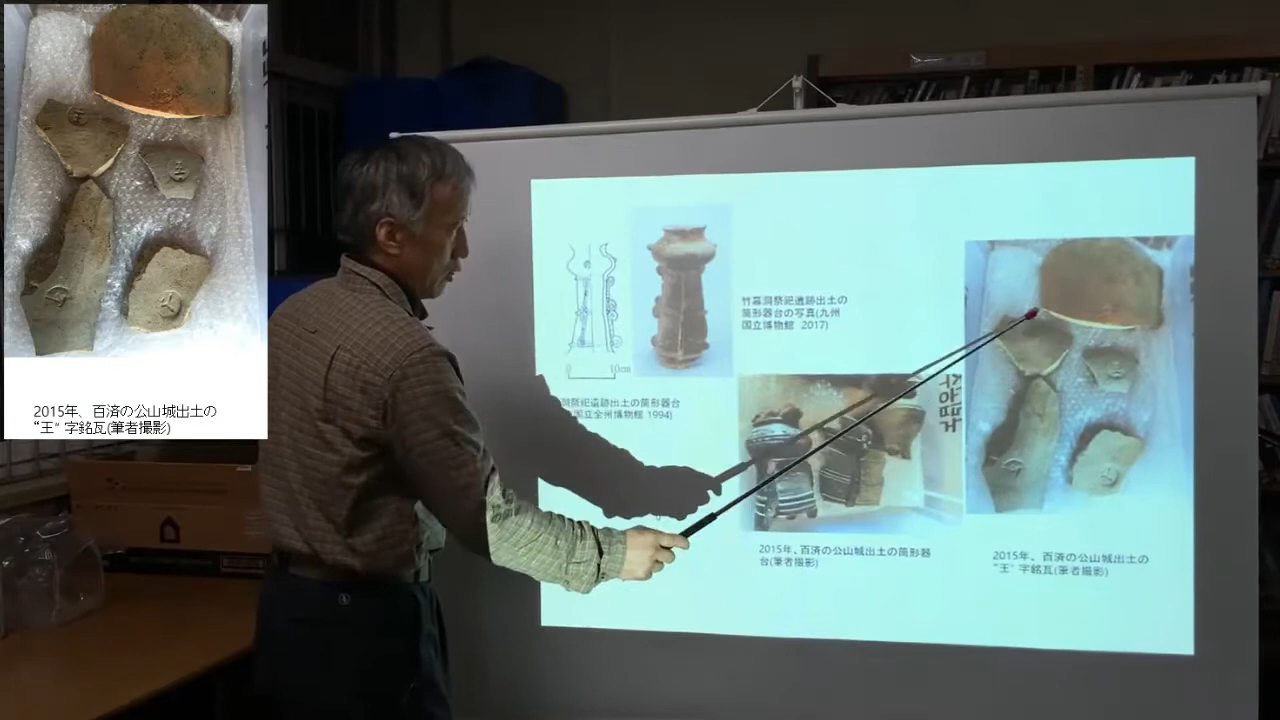 2015年、百済の公山城出土の
“王” 字銘瓦(筆者撮影)
竹幕洞祭祀遺跡出土の
筒形器台の写真(九州
国立博物館 2017)
0 10cm
洞祭祀遺跡出土の筒形器台
国立全州博物館 1994)
2015年、百済の公山城出土の筒形器
台(筆者撮影)
2015年、百済の公山城出土の
“王” 字銘瓦(筆者撮影)